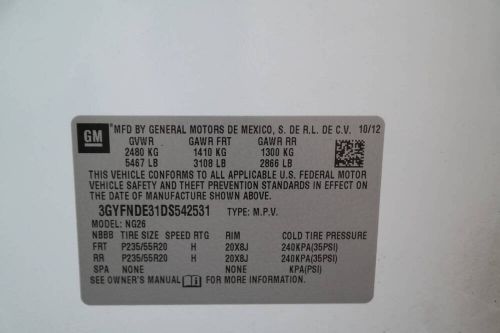 GM
MFD BY GENERAL MOTORS DE MEXICO, S. DE R.L. DE C.V. 10/12
GVWR GAWR FRT GAWR RR
2480 KG 1410 KG 1300 KG
5467 LB 3108 LB 2866 LB
THIS VEHICLE CONFORMS TO ALL APPLICABLE U.S. FEDERAL MOTOR
VEHICLE SAFETY AND THEFT PREVENTION STANDARDS IN EFFECT ON
THE DATE OF MANUFACTURE SHOWN ABOVE.
3GYFNDE31DS542531 TYPE: M.P.V.
MODEL: NG26
NBBB TIRE SIZE SPEED RTG RIM COLD TIRE PRESSURE
FRT P235/55R20 H 20X8J 240KPA(35PSI)
RR P235/55R20 H 20X8J 240KPA(35PSI)
SPA NONE NONE KPA(PSI)
SEE OWNER'S MANUAL FOR MORE INFORMATION.